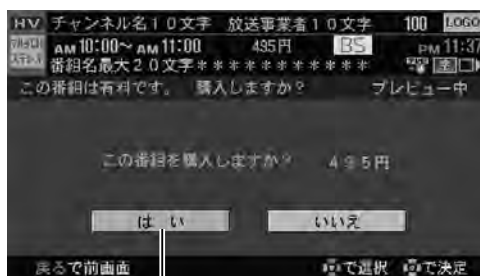 HV チャンネル名10文字 放送事業者10文字 100 LOGO
AM 10:00~ AM 11:00 495円 BS PM 11:37
番組名最大20文字**********
この番組は有料です。 購入しますか? プレビュー中
この番組を購入しますか? 495円
はい いいえ
戻るで前画面 で選択 で決定